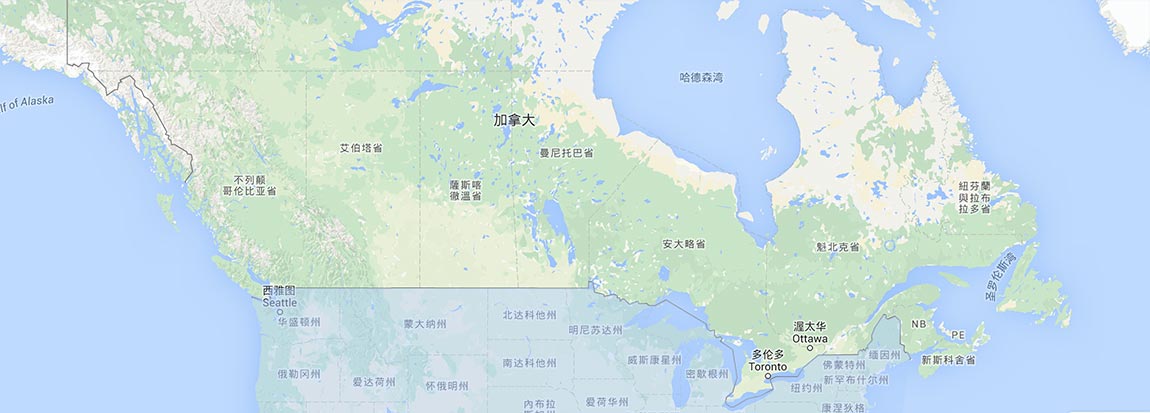 lf of Alaska
哈德森湾
加拿大
艾伯塔省
曼尼托巴省
不列颠
哥伦比亚省
薩斯喀
徹溫省
紐芬蘭
與拉布
拉多省
安大略省
魁北克省
圣罗伦斯湾
西雅图
Seattle
华盛顿州
蒙大纳州
北达科他州
明尼苏达州
渥太华
Ottawa
NB
PE
多伦多
Toronto
缅因州
新斯科舍省
南达科他州
威斯康星州
密歇根州
佛蒙特州
俄勒冈州
爱达荷州
怀俄明州
新罕布什尔州
纽约州
內布拉
爱荷华州
康涅狄格